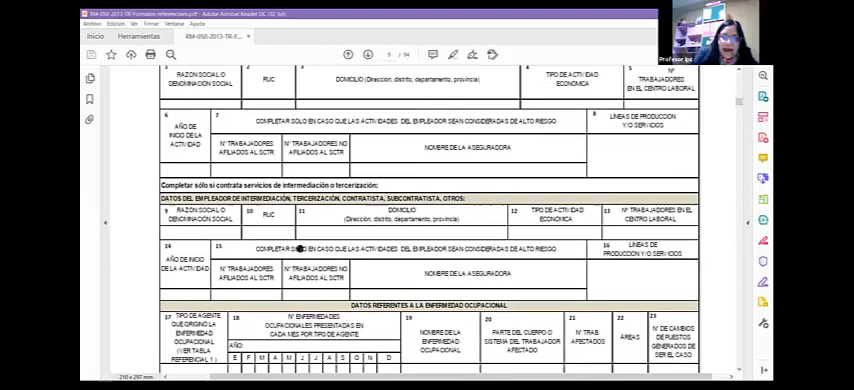 RM-050-2013-TR-Formatos-referenciales.pdf - Adobe Acrobat Reader DC (32-bit)
Archivo Edición Ver Firmar Ventana Ayuda
Inicio Herramientas RM-050-2013-TR-F... ×
9 / 94
Profesor ipc
1 RAZÓN SOCIAL O DENOMINACIÓN SOCIAL
2 RUC
3 DOMICILIO (Dirección, distrito, departamento, provincia)
4 TIPO DE ACTIVIDAD ECONÓMICA
5 N° TRABAJADORES EN EL CENTRO LABORAL
6 AÑO DE INICIO DE LA ACTIVIDAD
7 COMPLETAR SÓLO EN CASO QUE LAS ACTIVIDADES DEL EMPLEADOR SEAN CONSIDERADAS DE ALTO RIESGO
8 LÍNEAS DE PRODUCCIÓN Y/O SERVICIOS
N° TRABAJADORES AFILIADOS AL SCTR
N° TRABAJADORES NO AFILIADOS AL SCTR
NOMBRE DE LA ASEGURADORA
Completar sólo si contrata servicios de intermediación o tercerización:
DATOS DEL EMPLEADOR DE INTERMEDIACIÓN, TERCERIZACIÓN, CONTRATISTA, SUBCONTRATISTA, OTROS:
9 RAZÓN SOCIAL O DENOMINACIÓN SOCIAL
10 RUC
11 DOMICILIO (Dirección, distrito, departamento, provincia)
12 TIPO DE ACTIVIDAD ECONÓMICA
13 N° TRABAJADORES EN EL CENTRO LABORAL
14 AÑO DE INICIO DE LA ACTIVIDAD
15 COMPLETAR SÓLO EN CASO QUE LAS ACTIVIDADES DEL EMPLEADOR SEAN CONSIDERADAS DE ALTO RIESGO
16 LÍNEAS DE PRODUCCIÓN Y/O SERVICIOS
N° TRABAJADORES AFILIADOS AL SCTR
N° TRABAJADORES NO AFILIADOS AL SCTR
NOMBRE DE LA ASEGURADORA
DATOS REFERENTES A LA ENFERMEDAD OCUPACIONAL
17 TIPO DE AGENTE QUE ORIGINÓ LA ENFERMEDAD OCUPACIONAL (VER TABLA REFERENCIAL 1 )
18 N° ENFERMEDADES OCUPACIONALES PRESENTADAS EN CADA MES POR TIPO DE AGENTE
AÑO:
E F M A M J J A S O N D
19 NOMBRE DE LA ENFERMEDAD OCUPACIONAL
20 PARTE DEL CUERPO O SISTEMA DEL TRABAJADOR AFECTADO
21 N° TRAB. AFECTADOS
22 ÁREAS
23 N° DE CAMBIOS DE PUESTOS GENERADOS DE SER EL CASO
210 x 297 mm